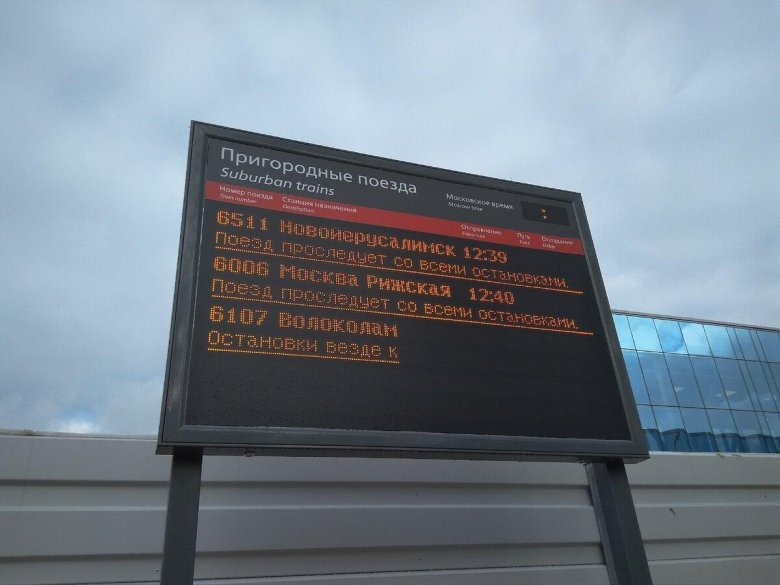 Пригородные поезда
Suburban trains
Московское время
Moscow time
:
Номер поезда Станция назначения Отправление Путь Опоздание
Train number Destination Departure Track Delay
6511 Новоиерусалимск 12:39
Поезд проследует со всеми остановками.
6006 Москва Рижская 12:40
Поезд проследует со всеми остановками.
6107 Волоколам
Остановки везде к